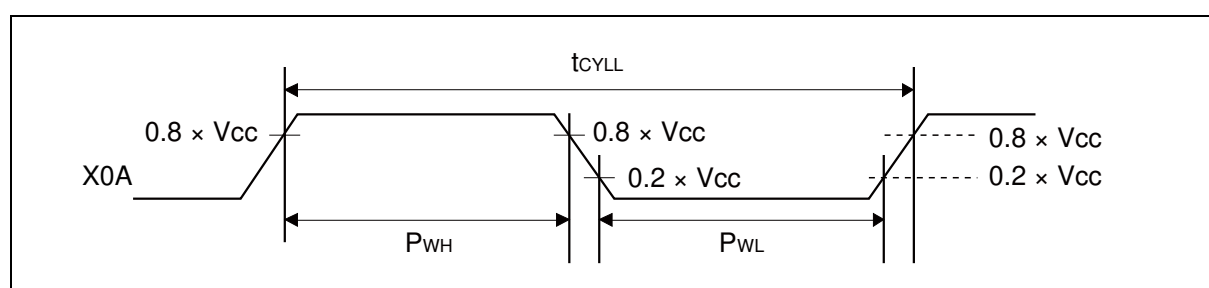 tCYLL
0.8 × Vcc
0.8 × Vcc
0.8 × Vcc
X0A
0.2 × Vcc
0.2 × Vcc
PWH
PWL